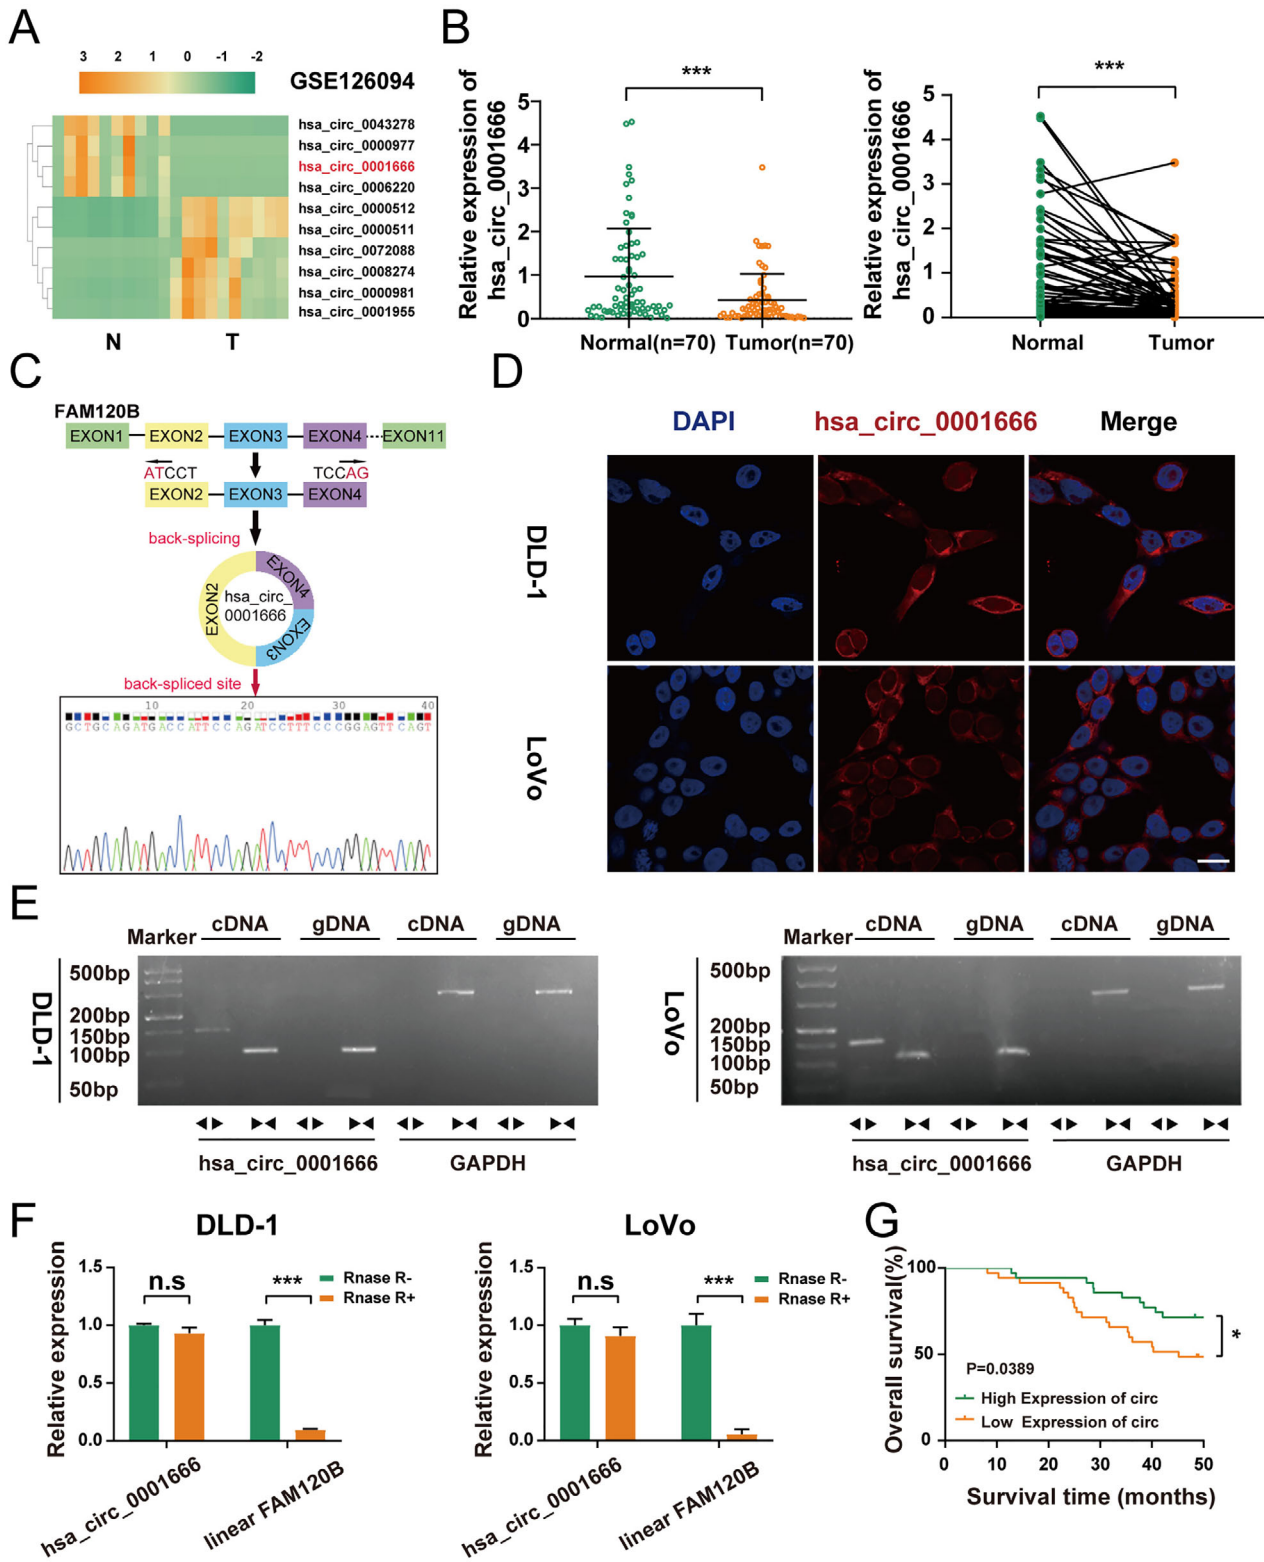 A
3 2 1 0 -1 -2
GSE126094
hsa_circ_0043278
hsa_circ_0000977
hsa_circ_0001666
hsa_circ_0006220
hsa_circ_0000512
hsa_circ_0000511
hsa_circ_0072088
hsa_circ_0008274
hsa_circ_0000981
hsa_circ_0001955
N T
B
Relative expression of
hsa_circ_0001666
5
4
3
2
1
0
***
Normal(n=70) Tumor(n=70)
Relative expression of
hsa_circ_0001666
5
4
3
2
1
0
***
Normal Tumor
C
FAM120B
EXON1 EXON2 EXON3 EXON4 EXON11
ATCCT TCCAG
EXON2 EXON3 EXON4
back-splicing
EXON2
EXON4
EXON3
hsa_circ_
0001666
back-spliced site
10 20 30 40
GCTGCAGATGACCATTCCAGATCCTTTCCCGGAGTTCAGT
D
DAPI hsa_circ_0001666 Merge
DLD-1
LoVo
E
Marker cDNA gDNA cDNA gDNA
DLD-1
500bp
200bp
150bp
100bp
50bp
hsa_circ_0001666 GAPDH
Marker cDNA gDNA cDNA gDNA
LoVo
500bp
200bp
150bp
100bp
50bp
hsa_circ_0001666 GAPDH
F
DLD-1
Relative expression
1.5
1.0
0.5
0.0
n.s ***
Rnase R-
Rnase R+
hsa_circ_0001666
linear FAM120B
LoVo
Relative expression
1.5
1.0
0.5
0.0
n.s ***
Rnase R-
Rnase R+
hsa_circ_0001666
linear FAM120B
G
Overall survival(%)
100
50
0
*
P=0.0389
High Expression of circ
Low Expression of circ
0 10 20 30 40 50
Survival time (months)